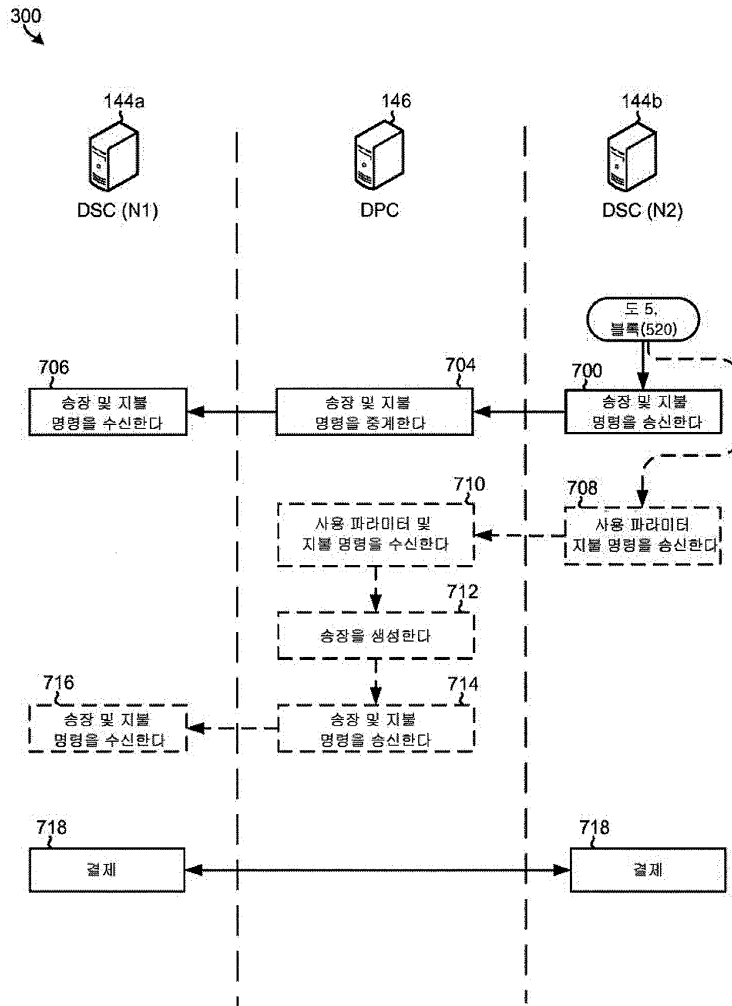 300
144a
146
144b
DSC (N1)
DPC
DSC (N2)
도 5,
블록(520)
706
704
700
송장 및 지불
명령을 수신한다
송장 및 지불
명령을 중계한다
송장 및 지불
명령을 송신한다
710
708
사용 파라미터 및
지불 명령을 수신한다
사용 파라미터
지불 명령을 송신한다
712
송장을 생성한다
716
714
송장 및 지불
명령을 수신한다
송장 및 지불
명령을 송신한다
718
718
결제
결제